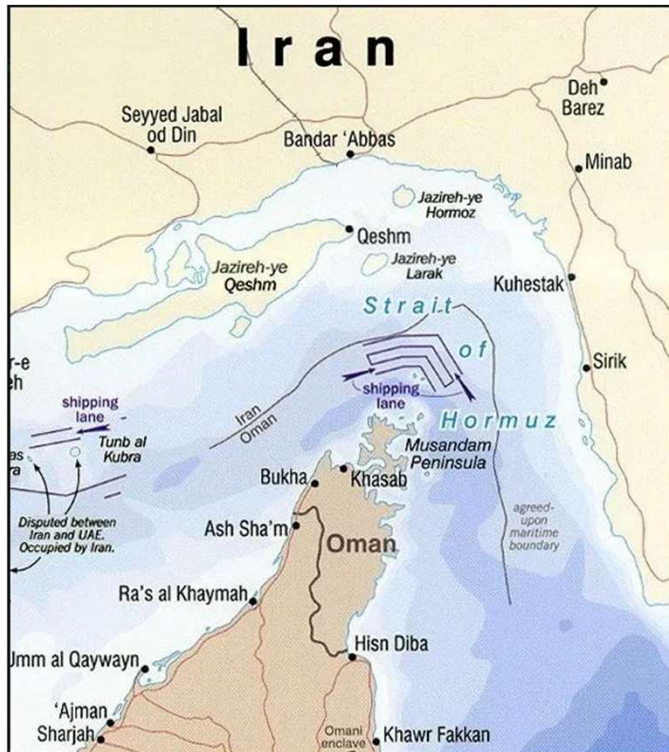 Iran
Deh
Barez
Seyyed Jabal
od Din
Bandar ‘Abbas
Minab
Jazireh-ye
Hormoz
Qeshm
Jazireh-ye
Larak
Jazireh-ye
Qeshm
Kuhestak
Strait
of
Hormuz
r-e
eh
Sirik
shipping
lane
shipping
lane
Iran
Oman
Tunb al
Kubra
as
ra
Musandam
Peninsula
Bukha
Khasab
Disputed between
Iran and UAE.
Occupied by Iran.
agreed-
upon
maritime
boundary
Ash Sha’m
Oman
Ra’s al Khaymah
Hisn Diba
Umm al Qaywayn
‘Ajman
Sharjah
Omani
enclave
Khawr Fakkan